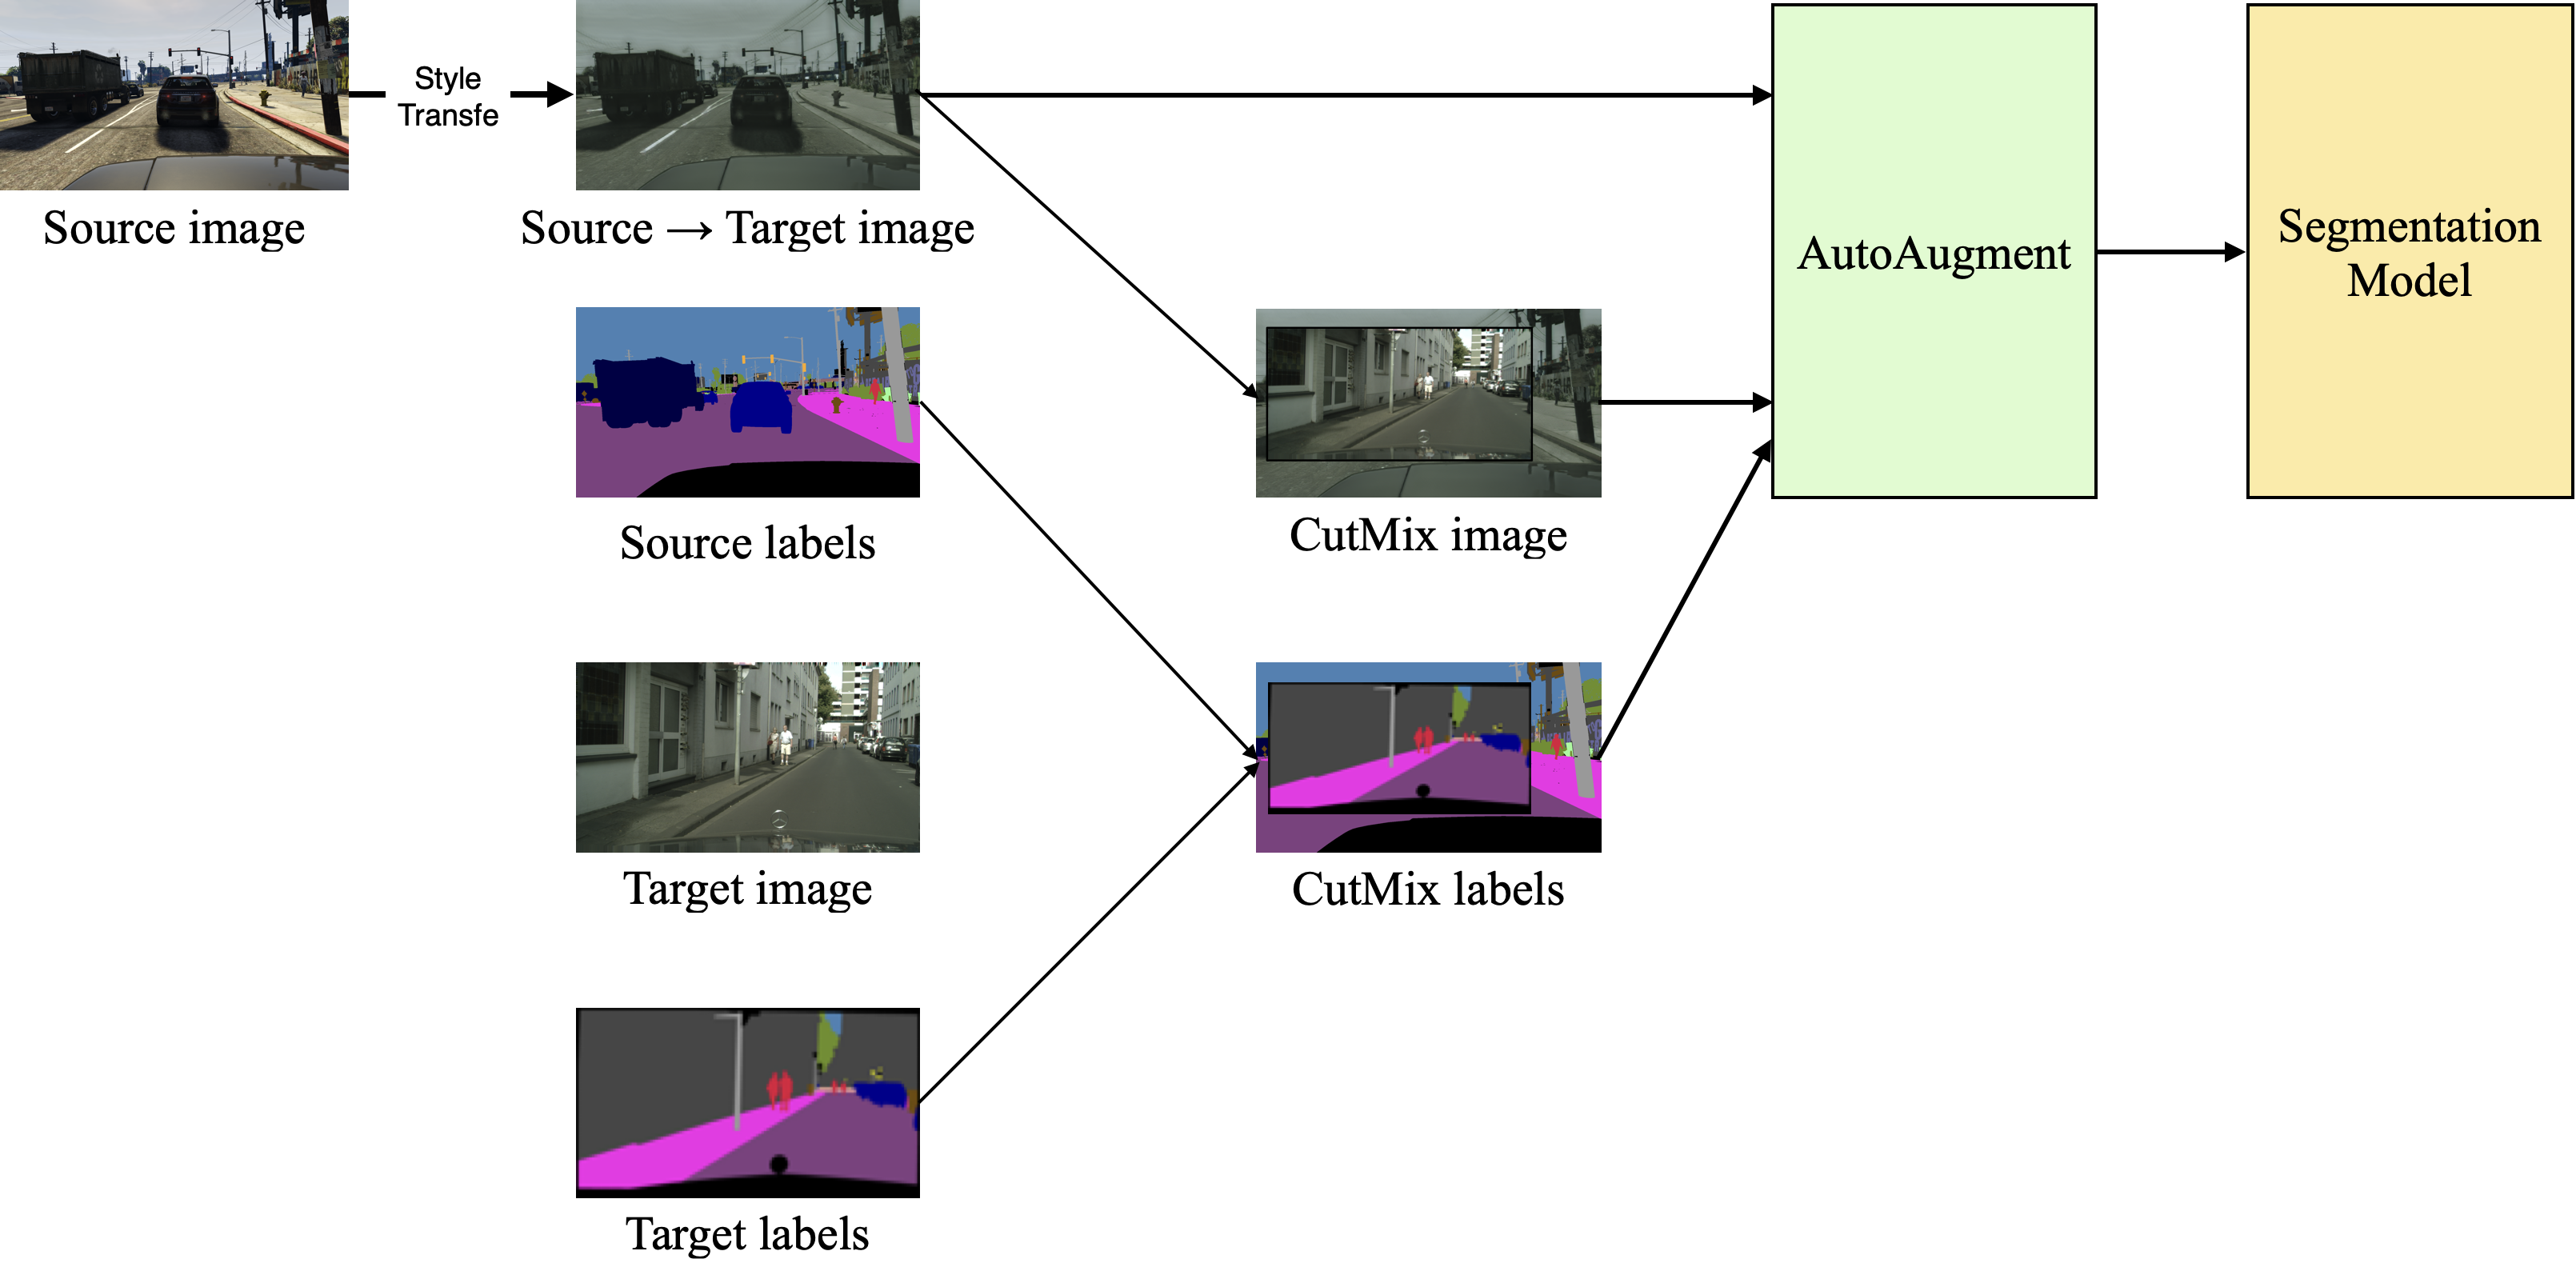 Style
Transfe
Source image
Source → Target image
AutoAugment
Segmentation
Model
Source labels
CutMix image
Target image
CutMix labels
Target labels